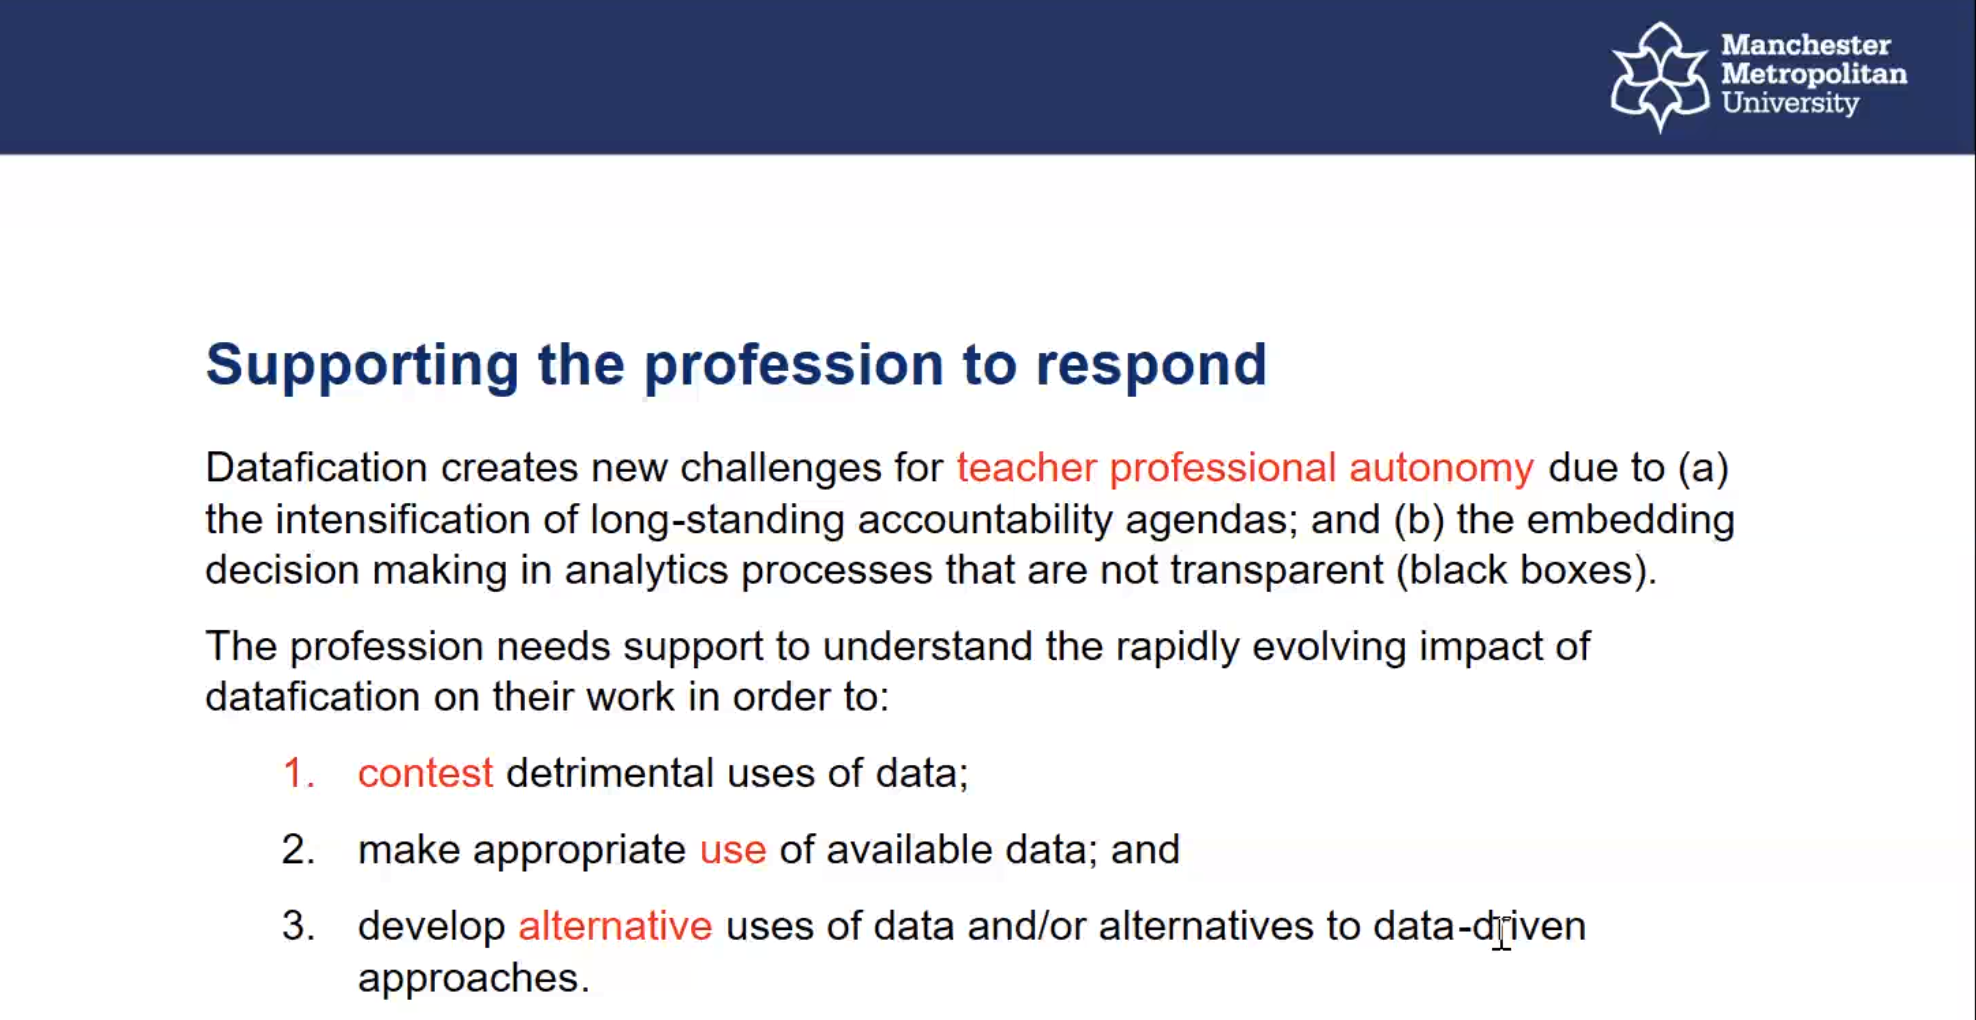 Manchester
Metropolitan
University
Supporting the profession to respond
Datafication creates new challenges for teacher professional autonomy due to (a)
the intensification of long-standing accountability agendas; and (b) the embedding
decision making in analytics processes that are not transparent (black boxes).
The profession needs support to understand the rapidly evolving impact of
datafication on their work in order to:
1. contest detrimental uses of data;
2. make appropriate use of available data; and
3. develop alternative uses of data and/or alternatives to data-driven
approaches.